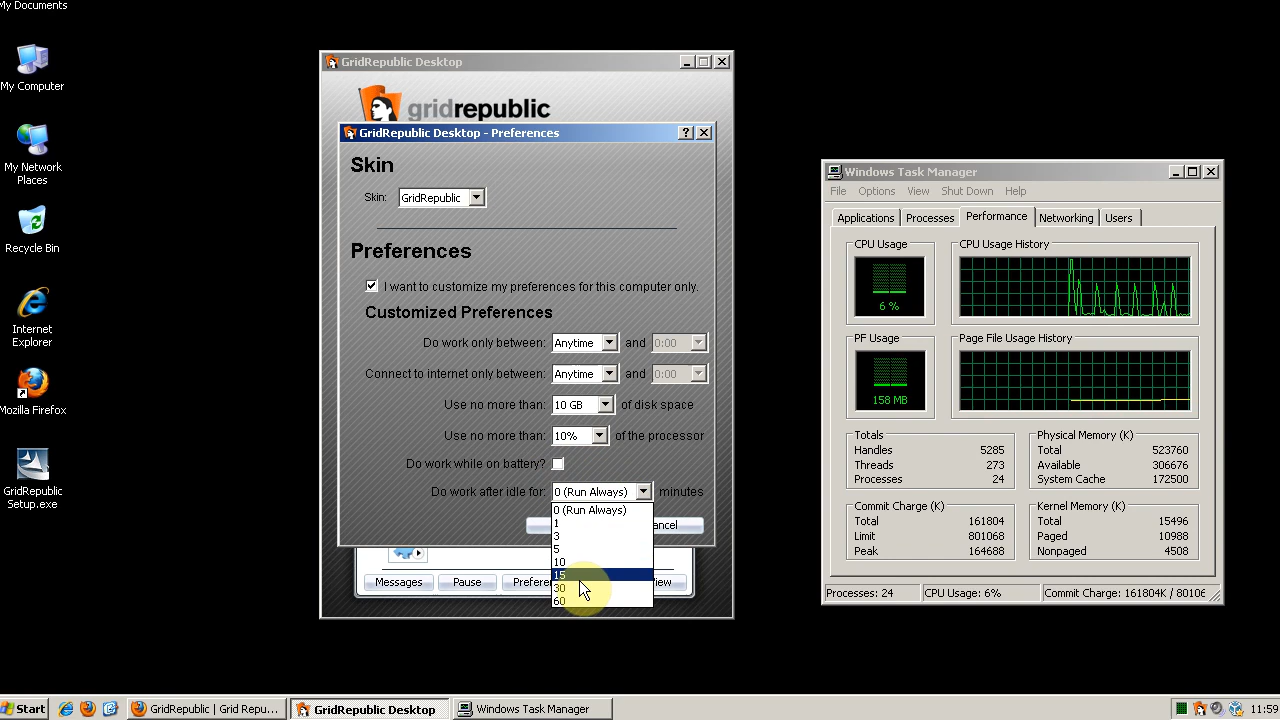 My Documents
My Computer
My Network
Places
Recycle Bin
Internet
Explorer
Mozilla Firefox
GridRepublic
Setup.exe
GridRepublic Desktop
gridrepublic
GridRepublic Desktop - Preferences
Skin
Skin: GridRepublic
Preferences
I want to customize my preferences for this computer only.
Customized Preferences
Do work only between: Anytime and 0:00
Connect to internet only between: Anytime and 0:00
Use no more than: 10 GB of disk space
Use no more than: 10% of the processor
Do work while on battery?
Do work after idle for: 0 (Run Always) minutes
0 (Run Always)
1
3
5
10
15
30
60
Messages Pause
Windows Task Manager
File Options View Shut Down Help
Applications Processes Performance Networking Users
CPU Usage CPU Usage History
6 %
PF Usage Page File Usage History
158 MB
Totals
Handles 5285
Threads 273
Processes 24
Physical Memory (K)
Total 523760
Available 306676
System Cache 172500
Commit Charge (K)
Total 161804
Limit 801068
Peak 164688
Kernel Memory (K)
Total 15496
Paged 10988
Nonpaged 4508
Processes: 24 CPU Usage: 6% Commit Charge: 161804K / 80106
Start GridRepublic | Grid Repu... GridRepublic Desktop Windows Task Manager 11:59